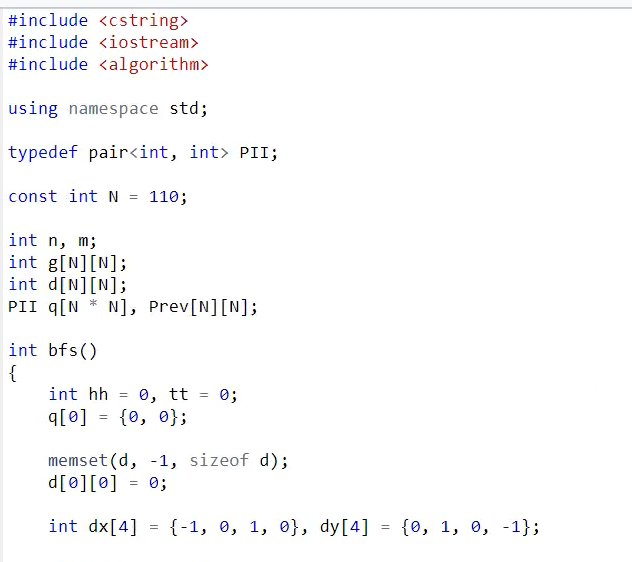 #include <cstring>
#include <iostream>
#include <algorithm>
using namespace std;
typedef pair<int, int> PII;
const int N = 110;
int n, m;
int g[N][N];
int d[N][N];
PII q[N * N], Prev[N][N];
int bfs()
{
    int hh = 0, tt = 0;
    q[0] = {0, 0};
    memset(d, -1, sizeof d);
    d[0][0] = 0;
    int dx[4] = {-1, 0, 1, 0}, dy[4] = {0, 1, 0, -1};